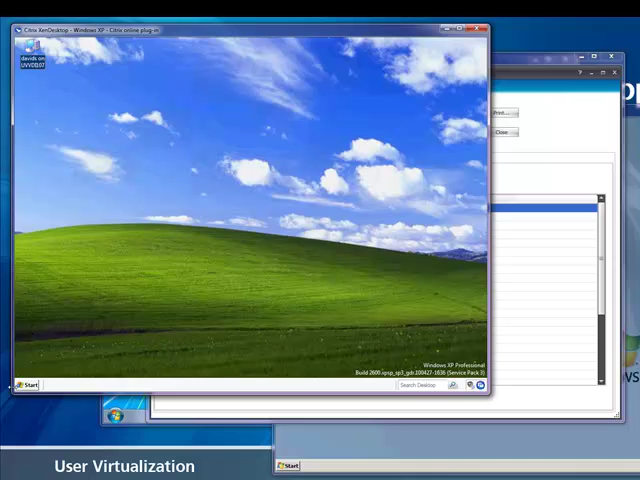 Citrix XenDesktop - Windows XP - Citrix online plug-in
davids on
UVVDI107
Print...
Close
Windows XP Professional
Build 2600.xpsp_sp3_gdr.100427-1636 (Service Pack 3)
Start
Search Desktop
User Virtualization
Start